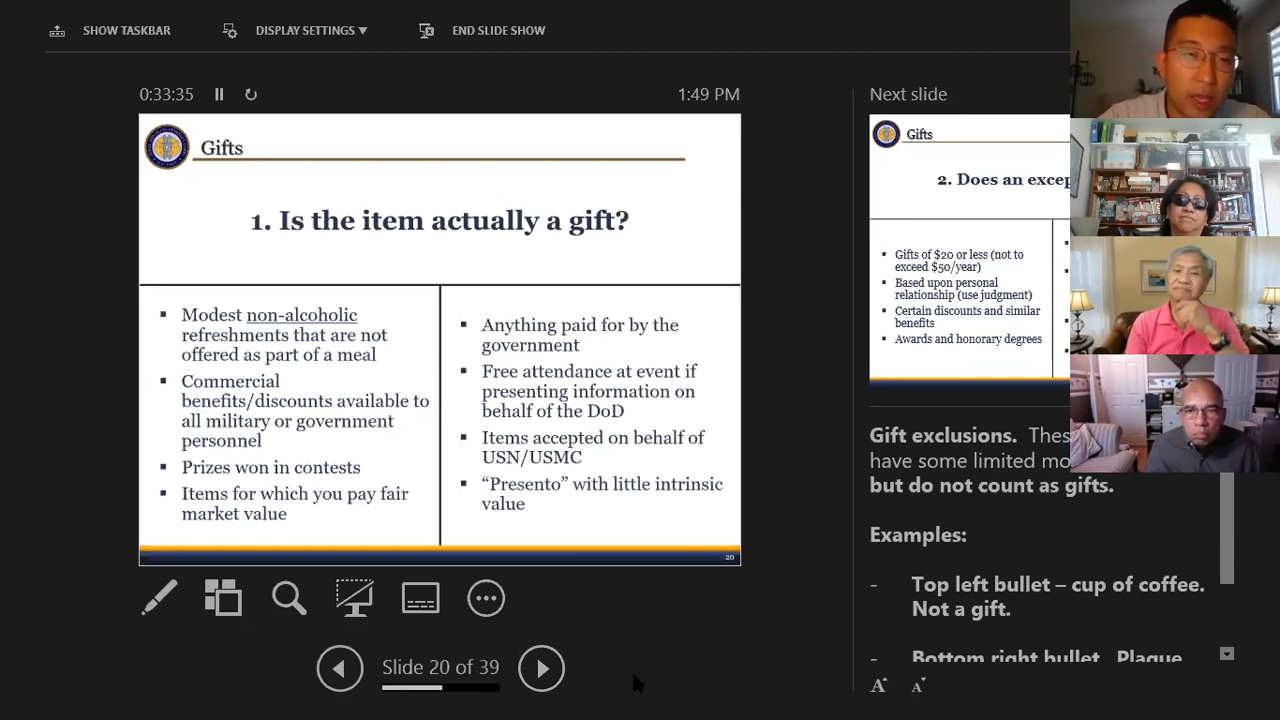 SHOW TASKBAR
DISPLAY SETTINGS ▼
END SLIDE SHOW
0:33:35
1:49 PM
Gifts
1. Is the item actually a gift?
▪ Modest non-alcoholic
refreshments that are not
offered as part of a meal
▪ Commercial
benefits/discounts available to
all military or government
personnel
▪ Prizes won in contests
▪ Items for which you pay fair
market value
▪ Anything paid for by the
government
▪ Free attendance at event if
presenting information on
behalf of the DoD
▪ Items accepted on behalf of
USN/USMC
▪ “Presento” with little intrinsic
value
20
Slide 20 of 39
Next slide
Gifts
2. Does an excep
▪ Gifts of $20 or less (not to
exceed $50/year)
▪ Based upon personal
relationship (use judgment)
▪ Certain discounts and similar
benefits
▪ Awards and honorary degrees
Gift exclusions. Thes
have some limited mo
but do not count as gifts.
Examples:
- Top left bullet – cup of coffee.
Not a gift.
- Bottom right bullet. Plaque
A A